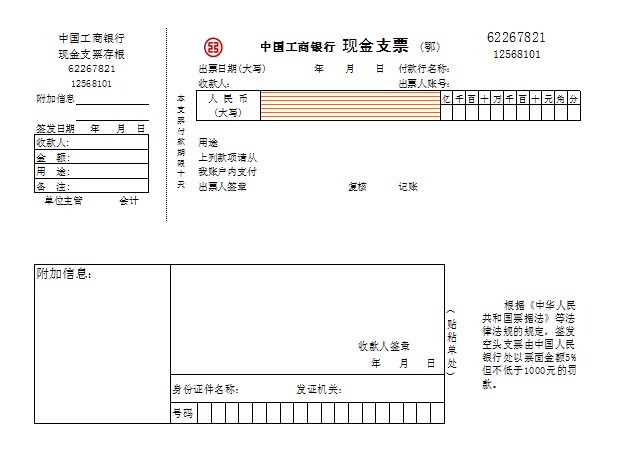 中国工商银行
现金支票存根
62267821
12568101
附加信息
签发日期 年 月 日
收款人:
金 额:
用 途:
备 注:
单位主管 会计
本支票付款期限十天
中国工商银行 现金支票 (鄂) 62267821
12568101
出票日期(大写) 年 月 日 付款行名称:
收款人: 出票人账号:
人 民 币
(大写)
亿 千 百 十 万 千 百 十 元 角 分
用途
上列款项请从
我账户内支付
出票人签章 复核 记账
附加信息:
收款人签章
年 月 日
身份证件名称: 发证机关:
号码
(贴粘单处)
根据《中华人民
共和国票据法》等法
律法规的规定,签发
空头支票由中国人民
银行处以票面金额5%
但不低于1000元的罚
款。